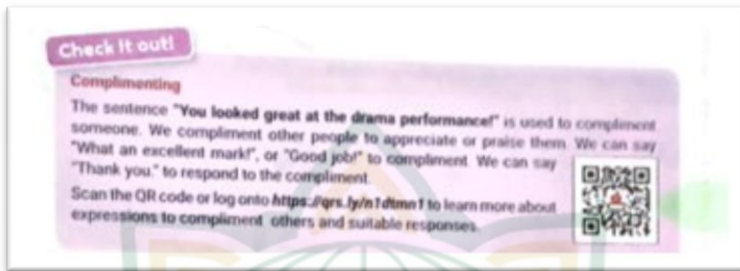 Check it out!
Complimenting
The sentence "You looked great at the drama performance!" is used to compliment
someone. We compliment other people to appreciate or praise them. We can say
"What an excellent mark!", or "Good job!" to compliment. We can say
"Thank you." to respond to the compliment.
Scan the QR code or log onto https://qrs.ly/n1dtmn1 to learn more about
expressions to compliment others and suitable responses.